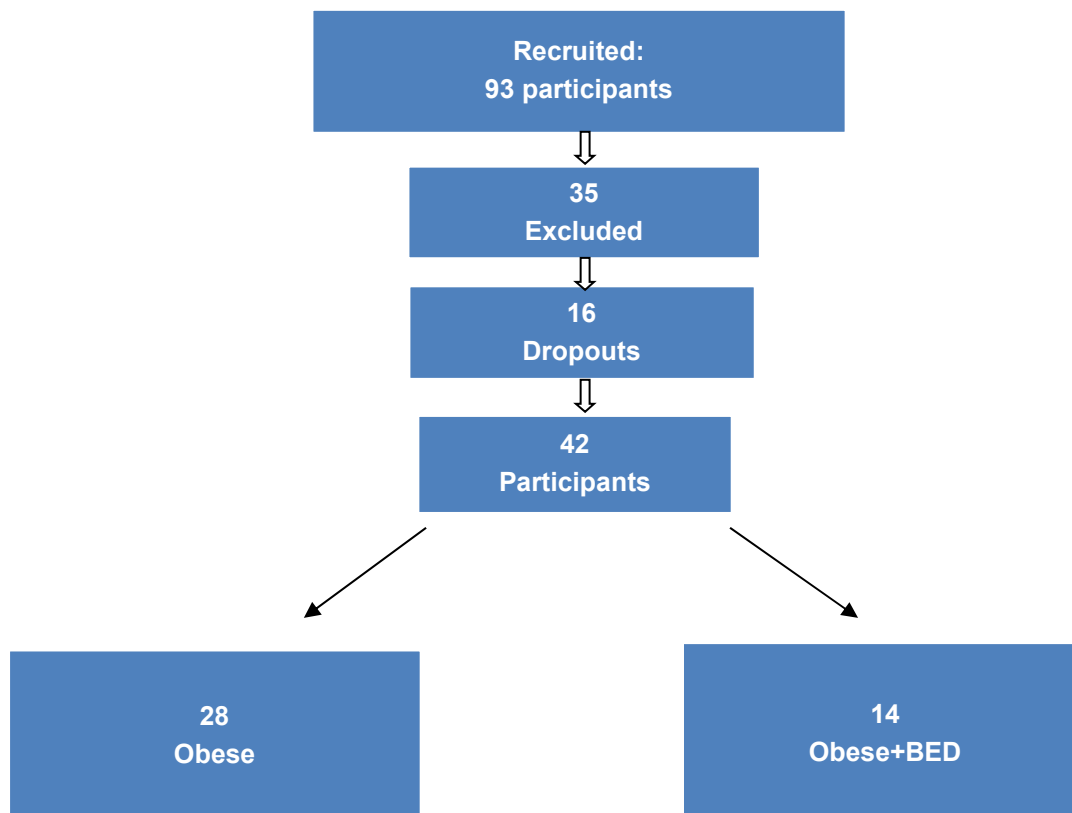 Recruited:
93 participants
35
Excluded
16
Dropouts
42
Participants
28
Obese
14
Obese+BED